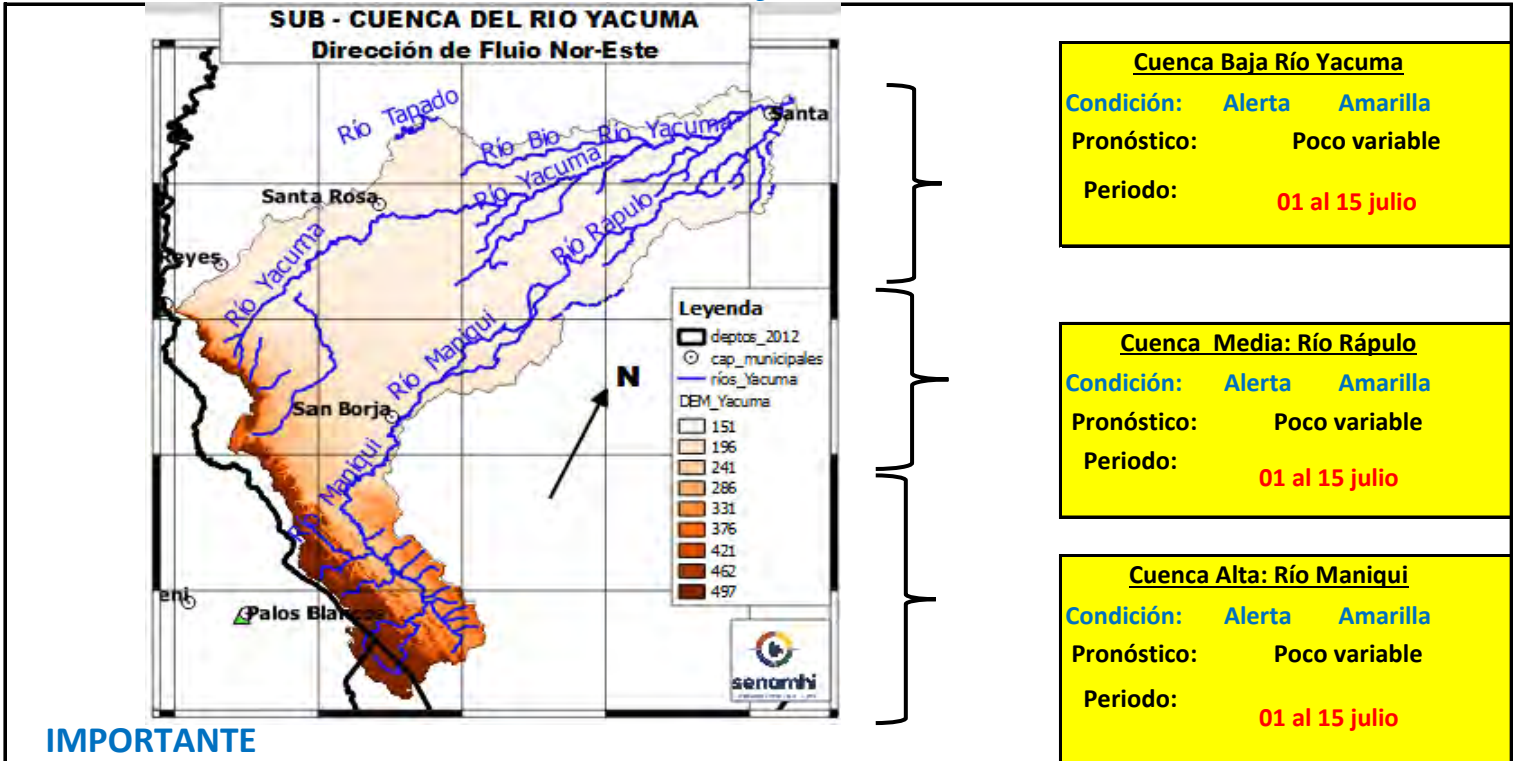 SUB - CUENCA DEL RIO YACUMA
Dirección de Flujo Nor-Este
Río Tapado
Río Bio
Río Yacuma
Santa
Río Yacuma
Santa Rosa
Río Rápulo
Reyes
Río Yacuma
Río Maniqui
San Borja
Río Maniqui
eni
Palos Blancos
Leyenda
deptos_2012
cap_municipales
ríos_Yacuma
DEM_Yacuma
151
196
241
286
331
376
421
462
497
N
senamhi
Cuenca Baja Río Yacuma
Condición: Alerta Amarilla
Pronóstico: Poco variable
Periodo: 01 al 15 julio
Cuenca Media: Río Rápulo
Condición: Alerta Amarilla
Pronóstico: Poco variable
Periodo: 01 al 15 julio
Cuenca Alta: Río Maniqui
Condición: Alerta Amarilla
Pronóstico: Poco variable
Periodo: 01 al 15 julio
IMPORTANTE